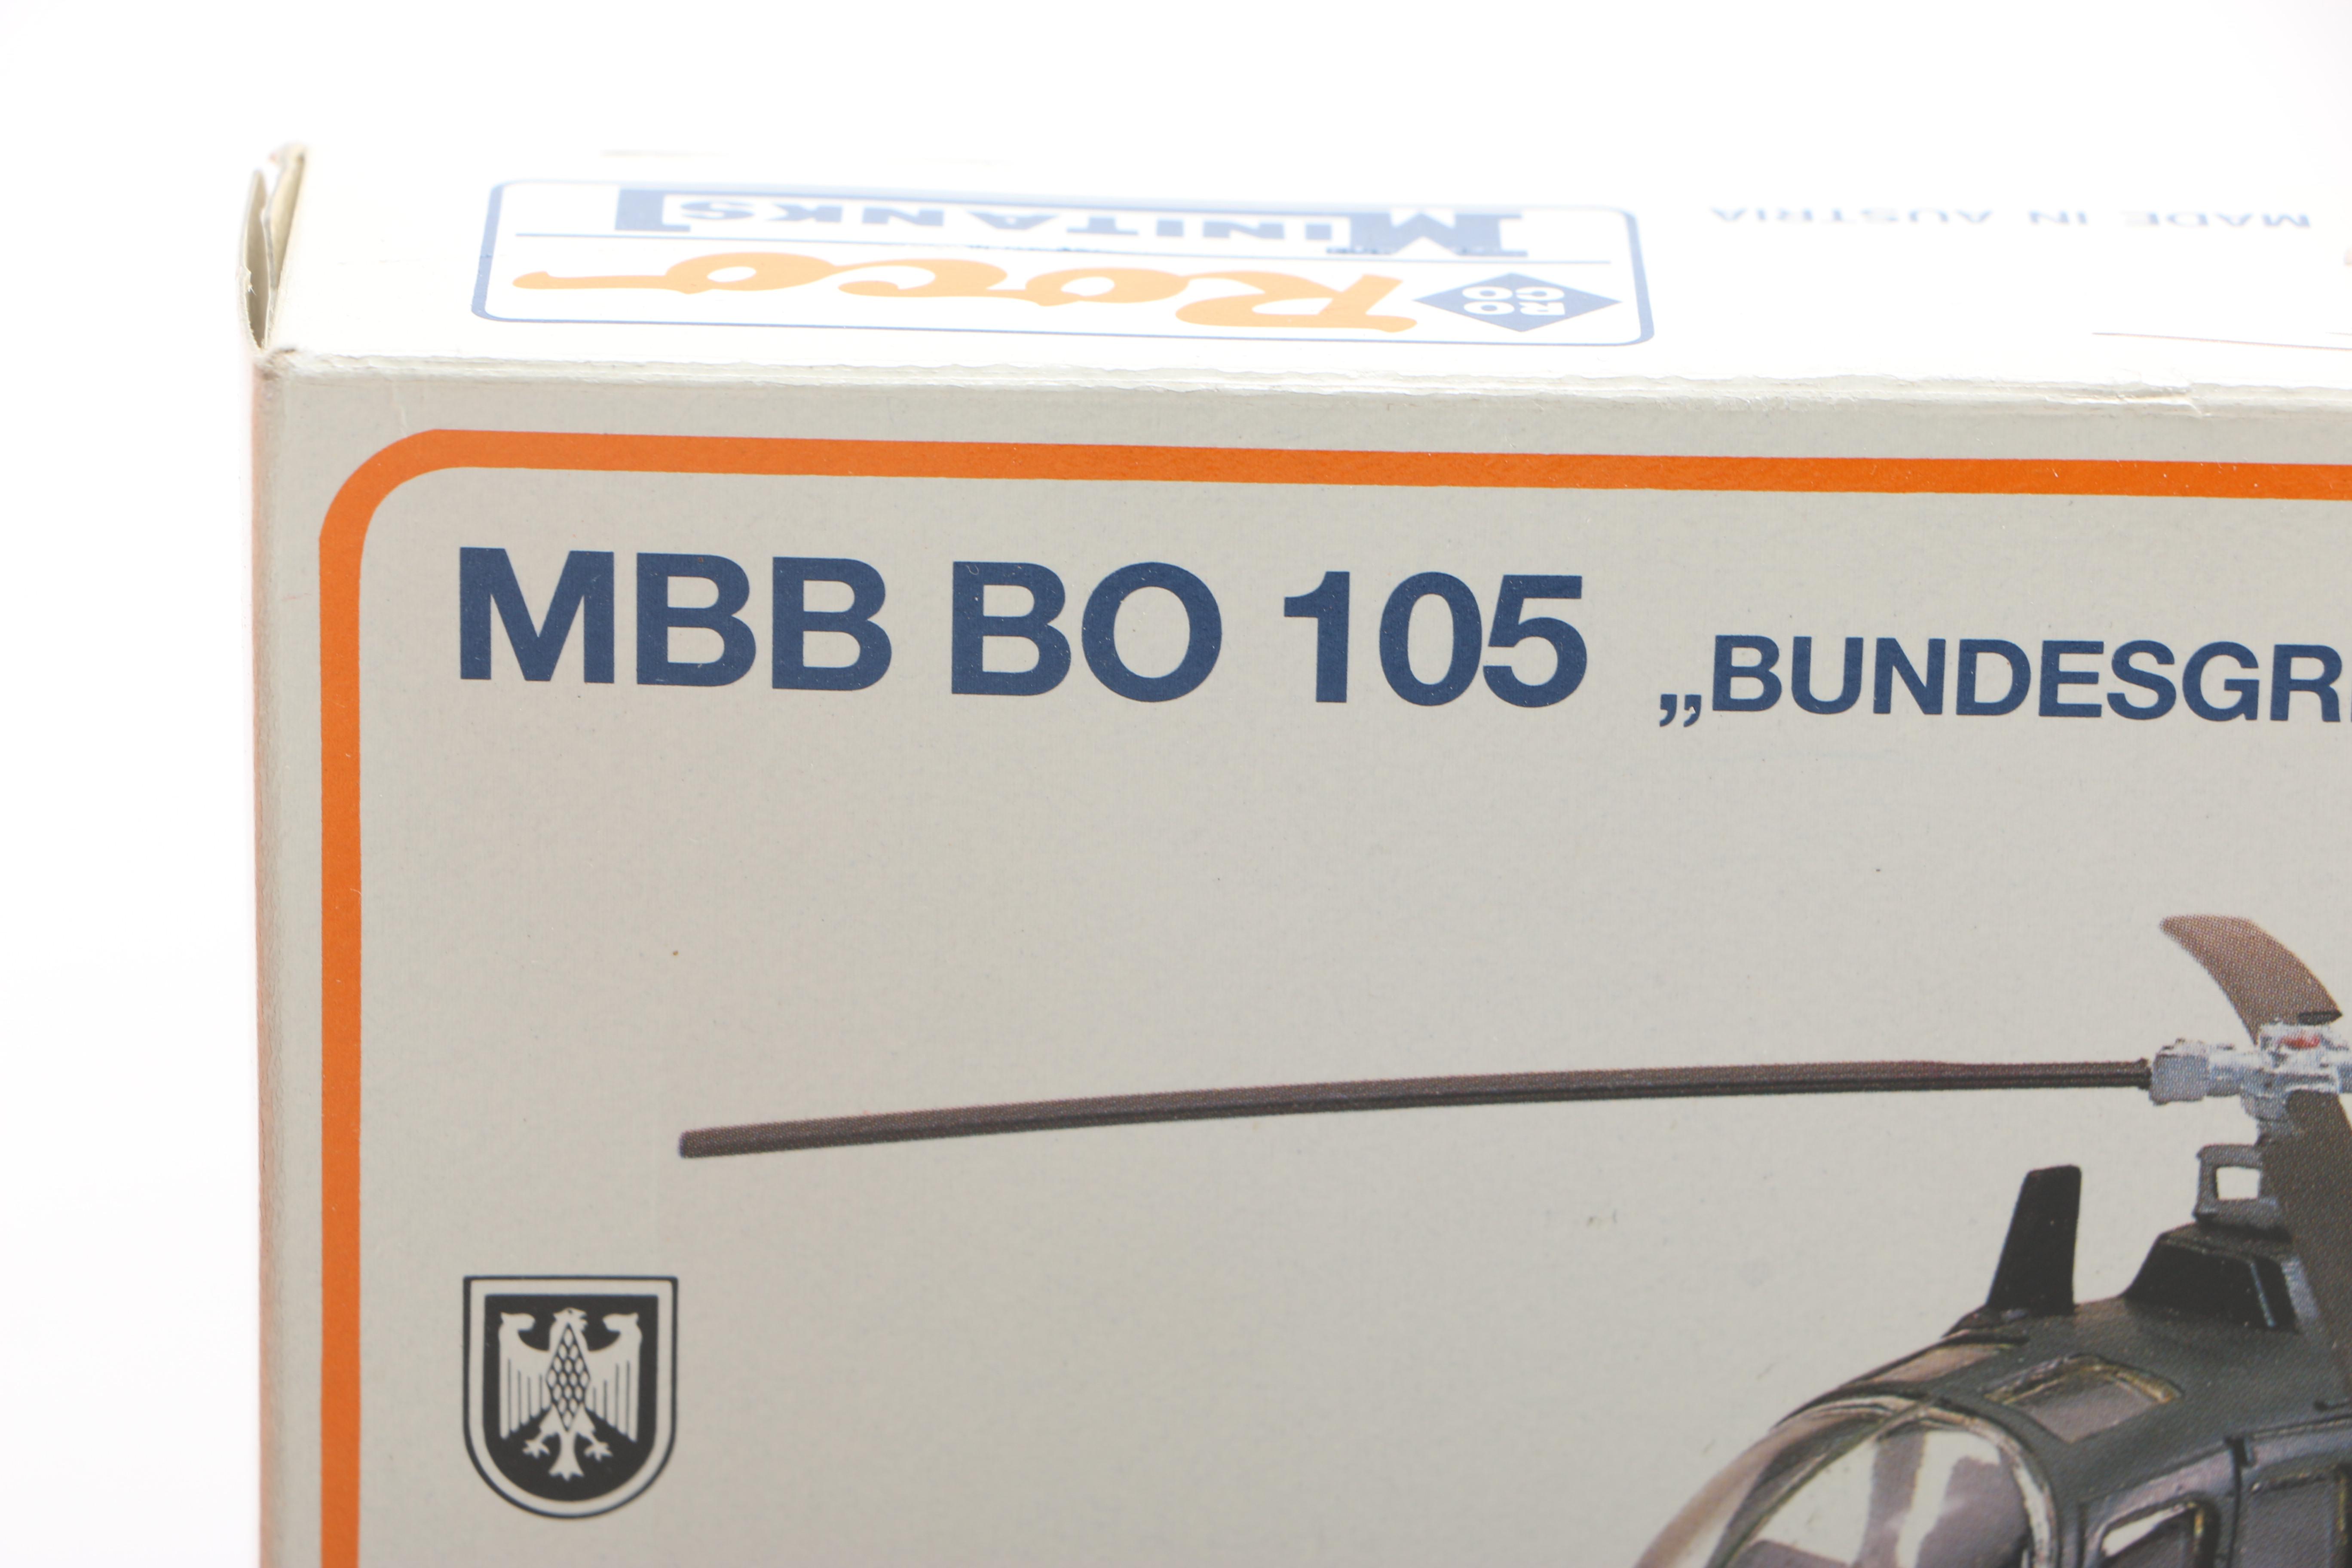 MINITANKS
Roco
RO
CO
MADE IN AUSTRIA
MBB BO 105 „BUNDESGR